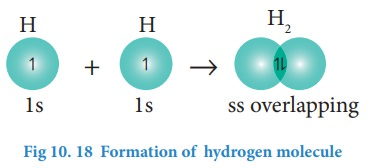 H H H₂
1 + 1 → 1⇂
1s 1s ss overlapping
Fig 10. 18 Formation of hydrogen molecule